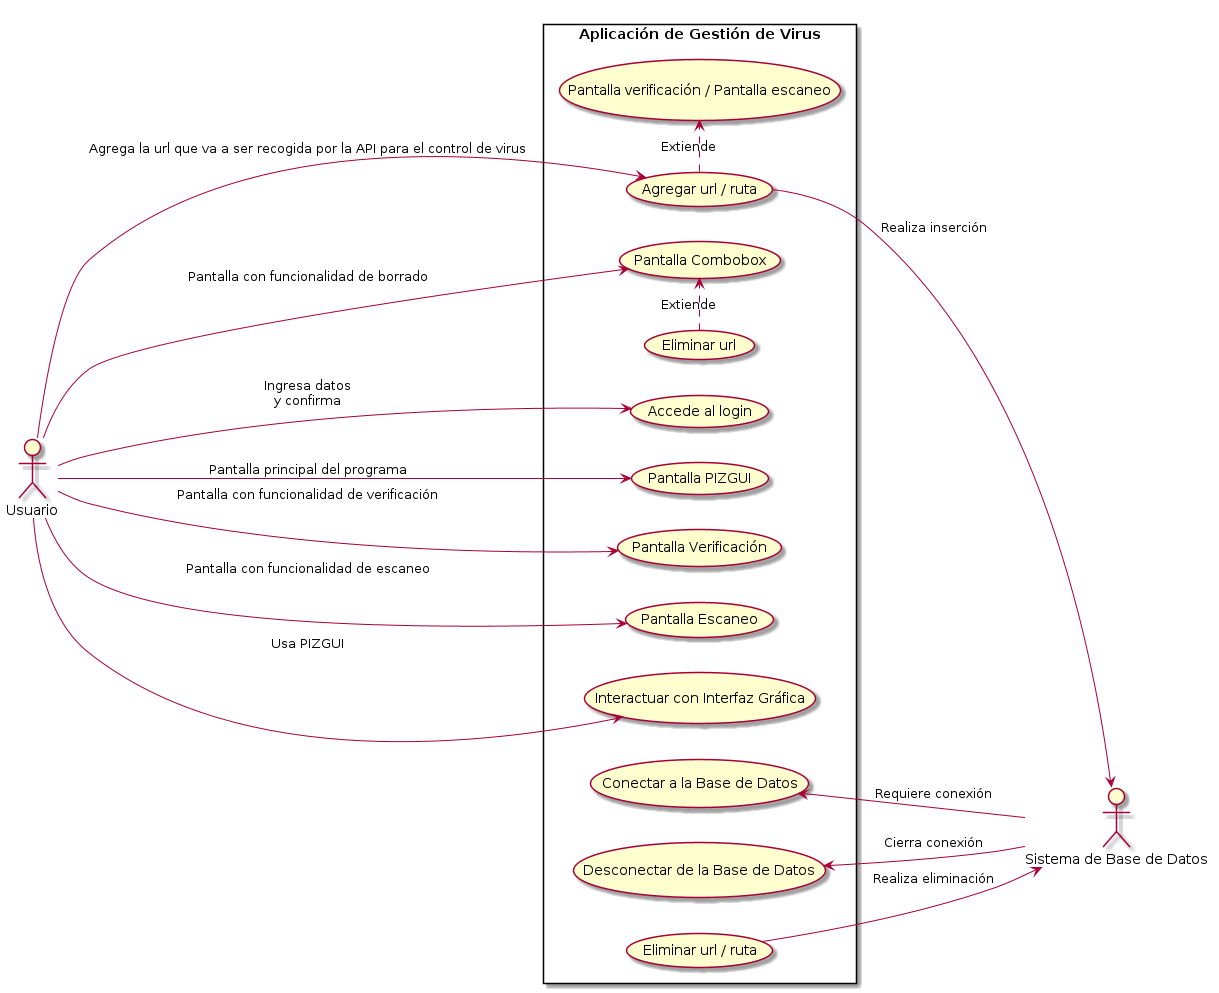 Aplicación de Gestión de Virus
Pantalla verificación / Pantalla escaneo
Extiende
Agrega la url que va a ser recogida por la API para el control de virus
Agregar url / ruta
Realiza inserción
Pantalla Combobox
Pantalla con funcionalidad de borrado
Extiende
Eliminar url
Ingresa datos
y confirma
Accede al login
Pantalla principal del programa
Pantalla PIZGUI
Pantalla con funcionalidad de verificación
Usuario
Pantalla Verificación
Pantalla con funcionalidad de escaneo
Pantalla Escaneo
Usa PIZGUI
Interactuar con Interfaz Gráfica
Conectar a la Base de Datos
Requiere conexión
Cierra conexión
Sistema de Base de Datos
Desconectar de la Base de Datos
Realiza eliminación
Eliminar url / ruta